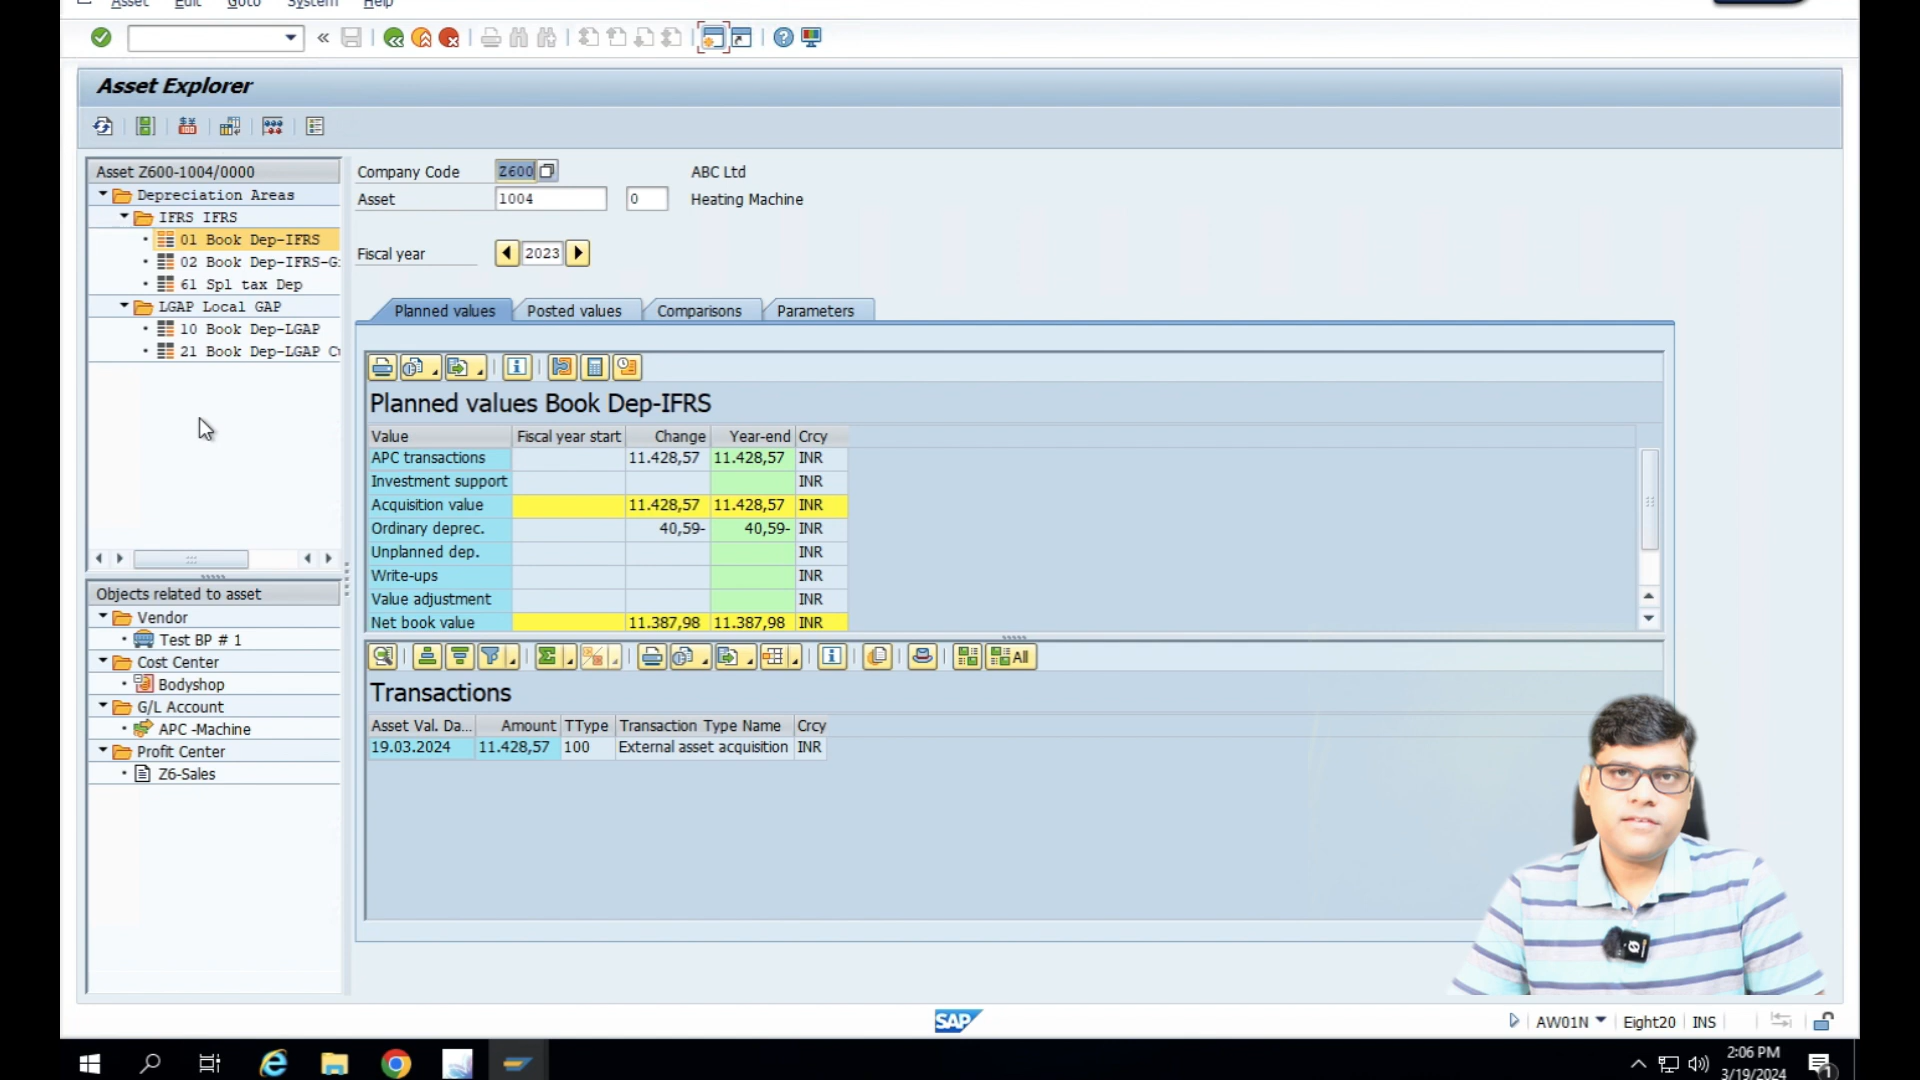 Asset Edit Goto System Help
Asset Explorer
Asset Z600-1004/0000
Depreciation Areas
IFRS IFRS
01 Book Dep-IFRS
02 Book Dep-IFRS-G
61 Spl tax Dep
LGAP Local GAP
10 Book Dep-LGAP
21 Book Dep-LGAP C
Objects related to asset
Vendor
Test BP # 1
Cost Center
Bodyshop
G/L Account
APC -Machine
Profit Center
Z6-Sales
Company Code Z600 ABC Ltd
Asset 1004 0 Heating Machine
Fiscal year 2023
Planned values Posted values Comparisons Parameters
Planned values Book Dep-IFRS
Value Fiscal year start Change Year-end Crcy
APC transactions 11.428,57 11.428,57 INR
Investment support INR
Acquisition value 11.428,57 11.428,57 INR
Ordinary deprec. 40,59- 40,59- INR
Unplanned dep. INR
Write-ups INR
Value adjustment INR
Net book value 11.387,98 11.387,98 INR
All
Transactions
Asset Val. Da... Amount TType Transaction Type Name Crcy
19.03.2024 11.428,57 100 External asset acquisition INR
SAP
AW01N Eight20 INS
2:06 PM
3/19/2024
1